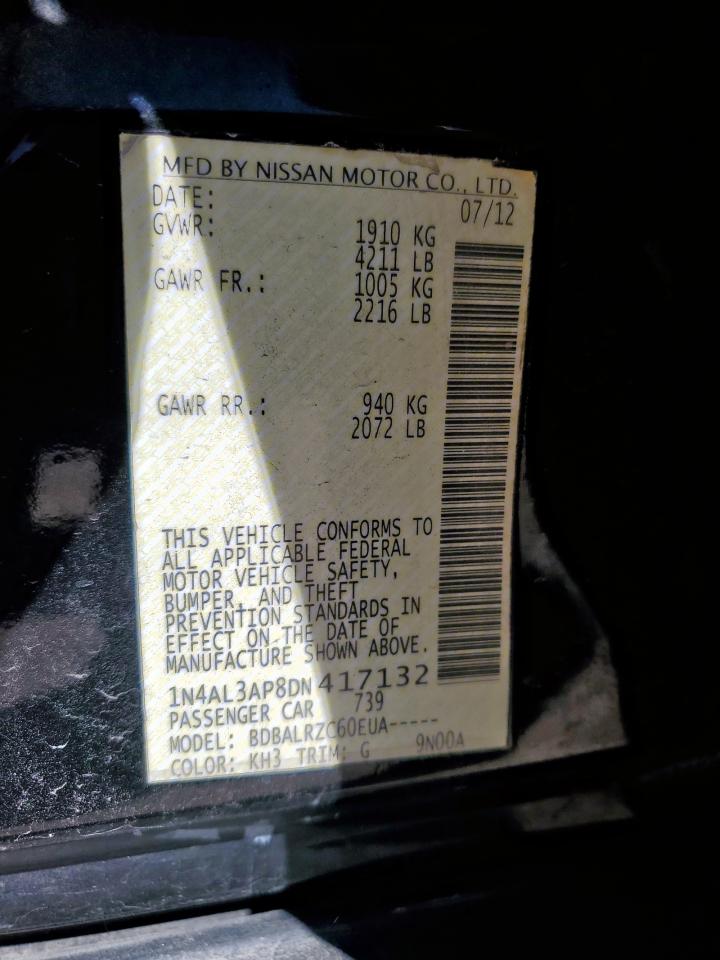 MFD BY NISSAN MOTOR CO., LTD.
DATE: 07/12
GVWR: 1910 KG
4211 LB
GAWR FR.: 1005 KG
2216 LB
GAWR RR.: 940 KG
2072 LB
THIS VEHICLE CONFORMS TO
ALL APPLICABLE FEDERAL
MOTOR VEHICLE SAFETY,
BUMPER, AND THEFT
PREVENTION STANDARDS IN
EFFECT ON THE DATE OF
MANUFACTURE SHOWN ABOVE.
1N4AL3AP8DN417132
PASSENGER CAR 739
MODEL: BDBALRZC60EUA-----
COLOR: KH3 TRIM: G 9N00A